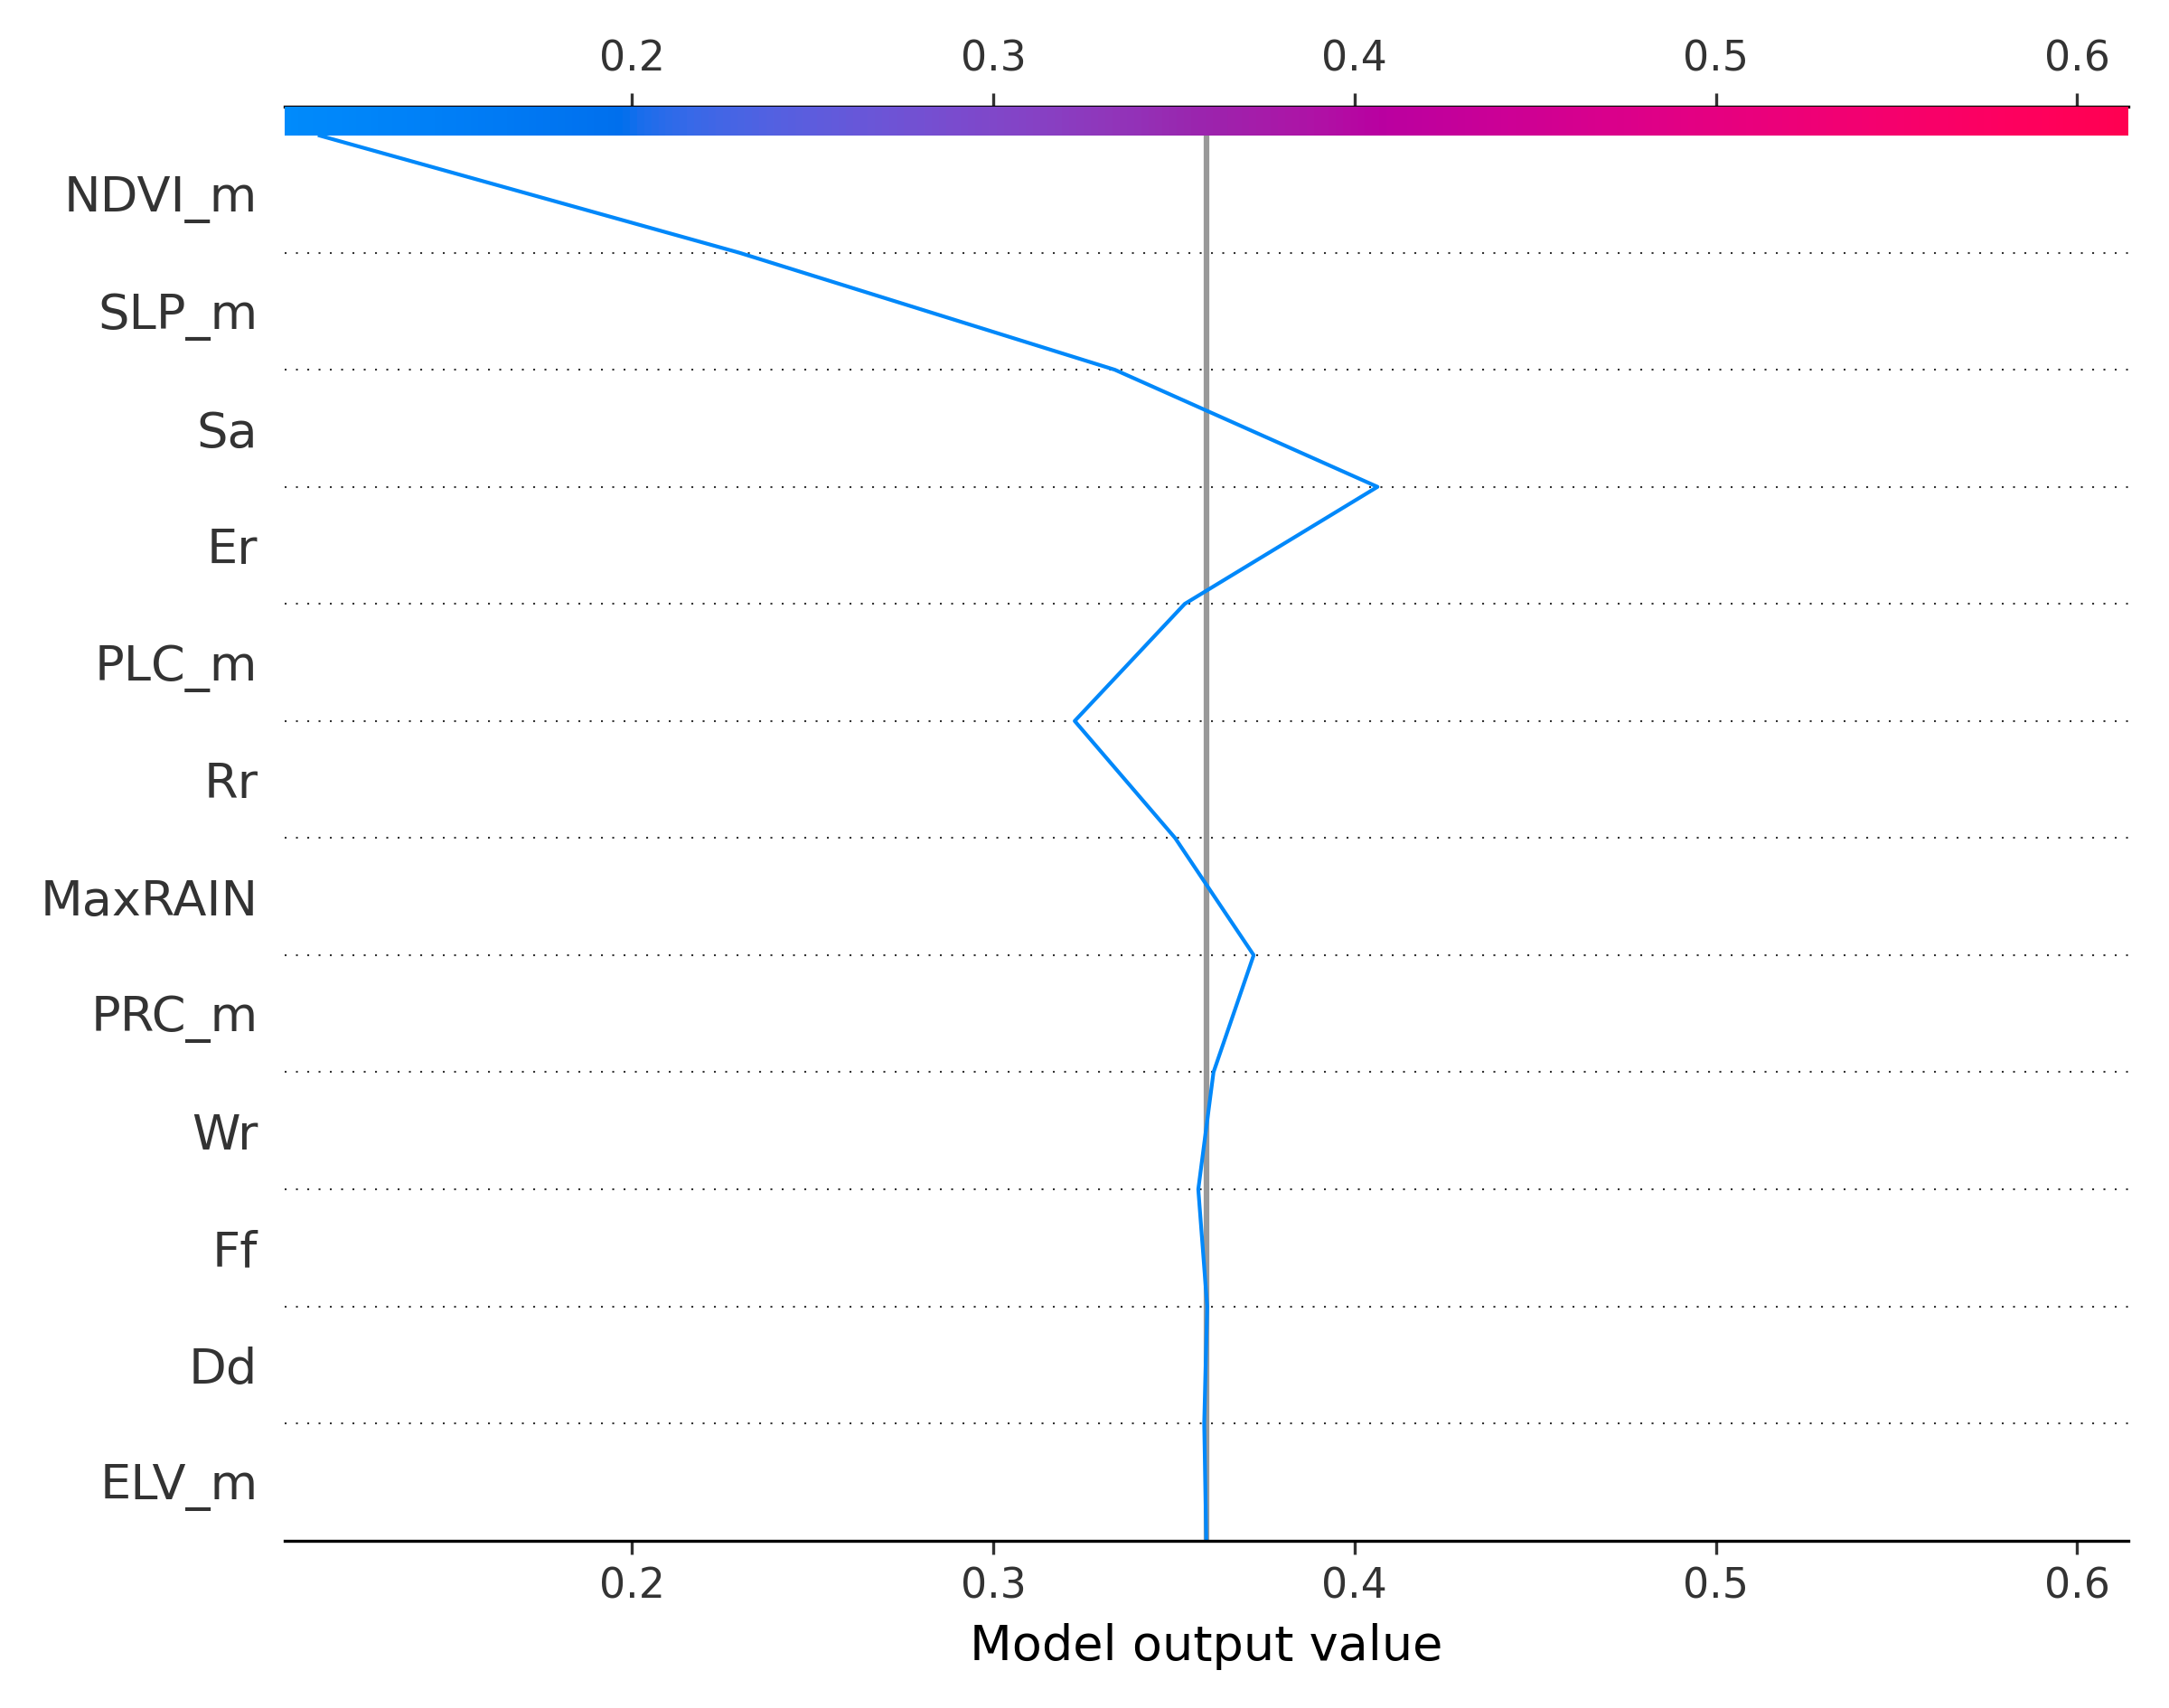 0.2 0.3 0.4 0.5 0.6
NDVI_m
SLP_m
Sa
Er
PLC_m
Rr
MaxRAIN
PRC_m
Wr
Ff
Dd
ELV_m
0.2 0.3 0.4 0.5 0.6
Model output value